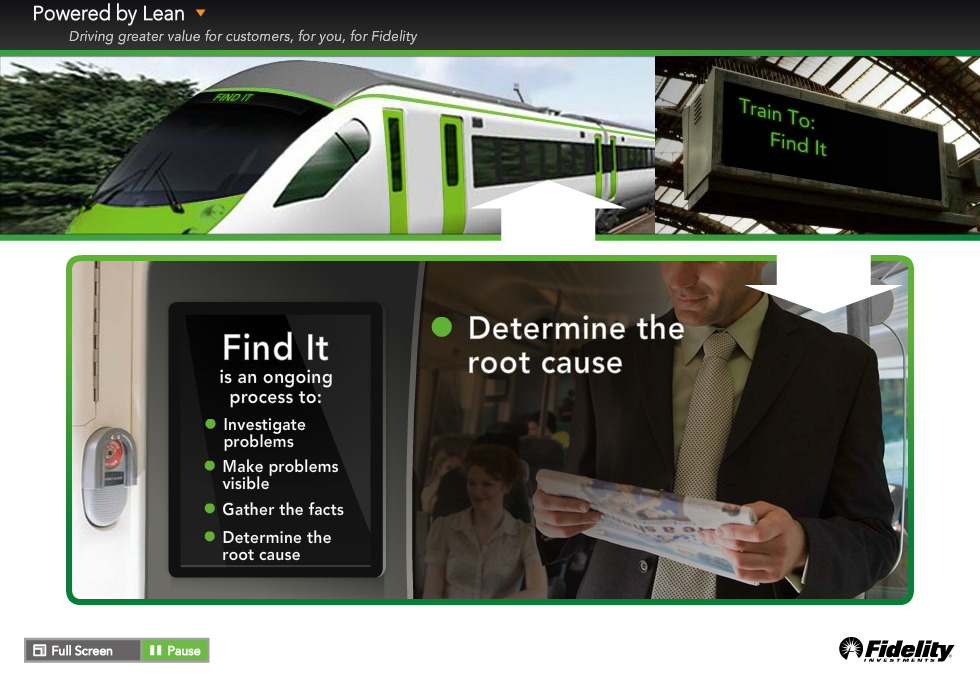 Powered by Lean
Driving greater value for customers, for you, for Fidelity
FIND IT
Train To:
Find It
Find It
is an ongoing
process to:
Investigate
problems
Make problems
visible
Gather the facts
Determine the
root cause
Determine the
root cause
Full Screen
Pause
Fidelity
INVESTMENTS